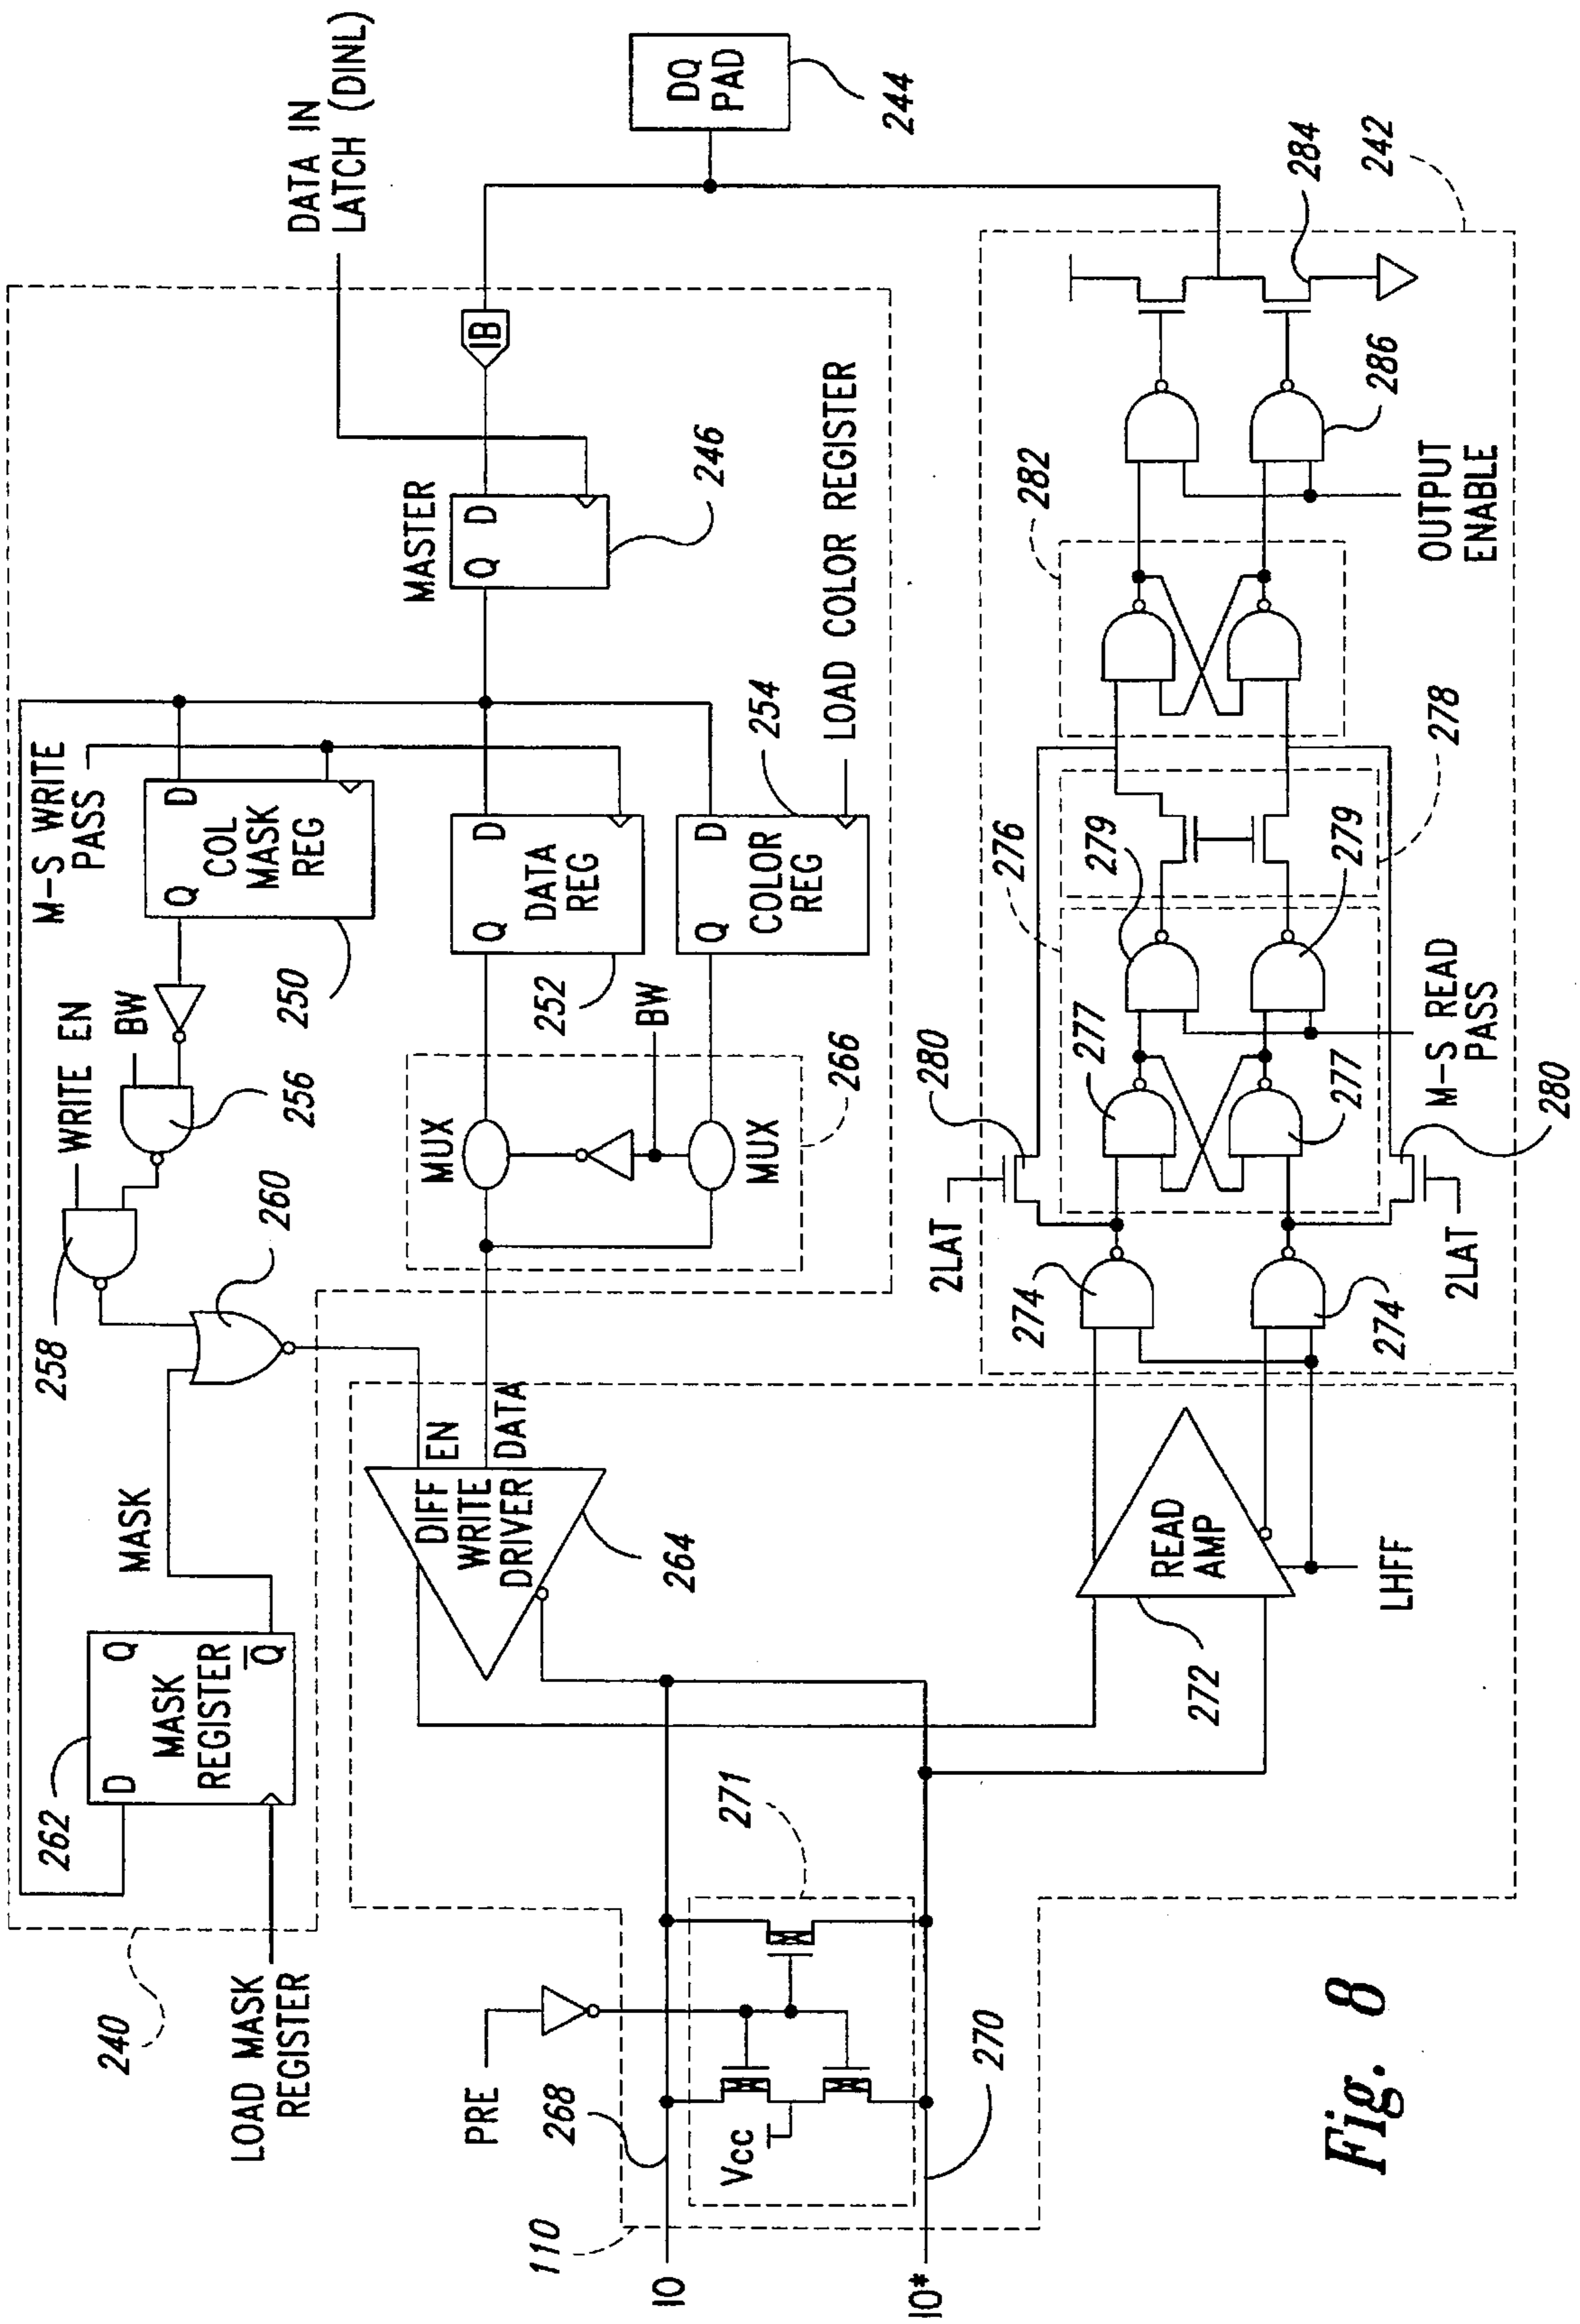 DATA IN
LATCH (DINL)
DQ
PAD
244
IB
MASTER
Q
D
246
M-S WRITE
PASS
COL
MASK
REG
D
Q
250
DATA
REG
D
Q
252
COLOR
REG
D
Q
254
LOAD COLOR REGISTER
WRITE EN
BW
256
258
260
MASK
MASK
REGISTER
D
Q
Q̅
262
LOAD MASK
REGISTER
240
MUX
MUX
BW
266
EN
DATA
DIFF
WRITE
DRIVER
264
PRE
268
Vcc
271
270
110
IO
IO*
READ
AMP
272
LHFF
274
274
2LAT
2LAT
280
280
276
277
277
279
279
278
M-S READ
PASS
282
OUTPUT
ENABLE
286
284
242
Fig. 8